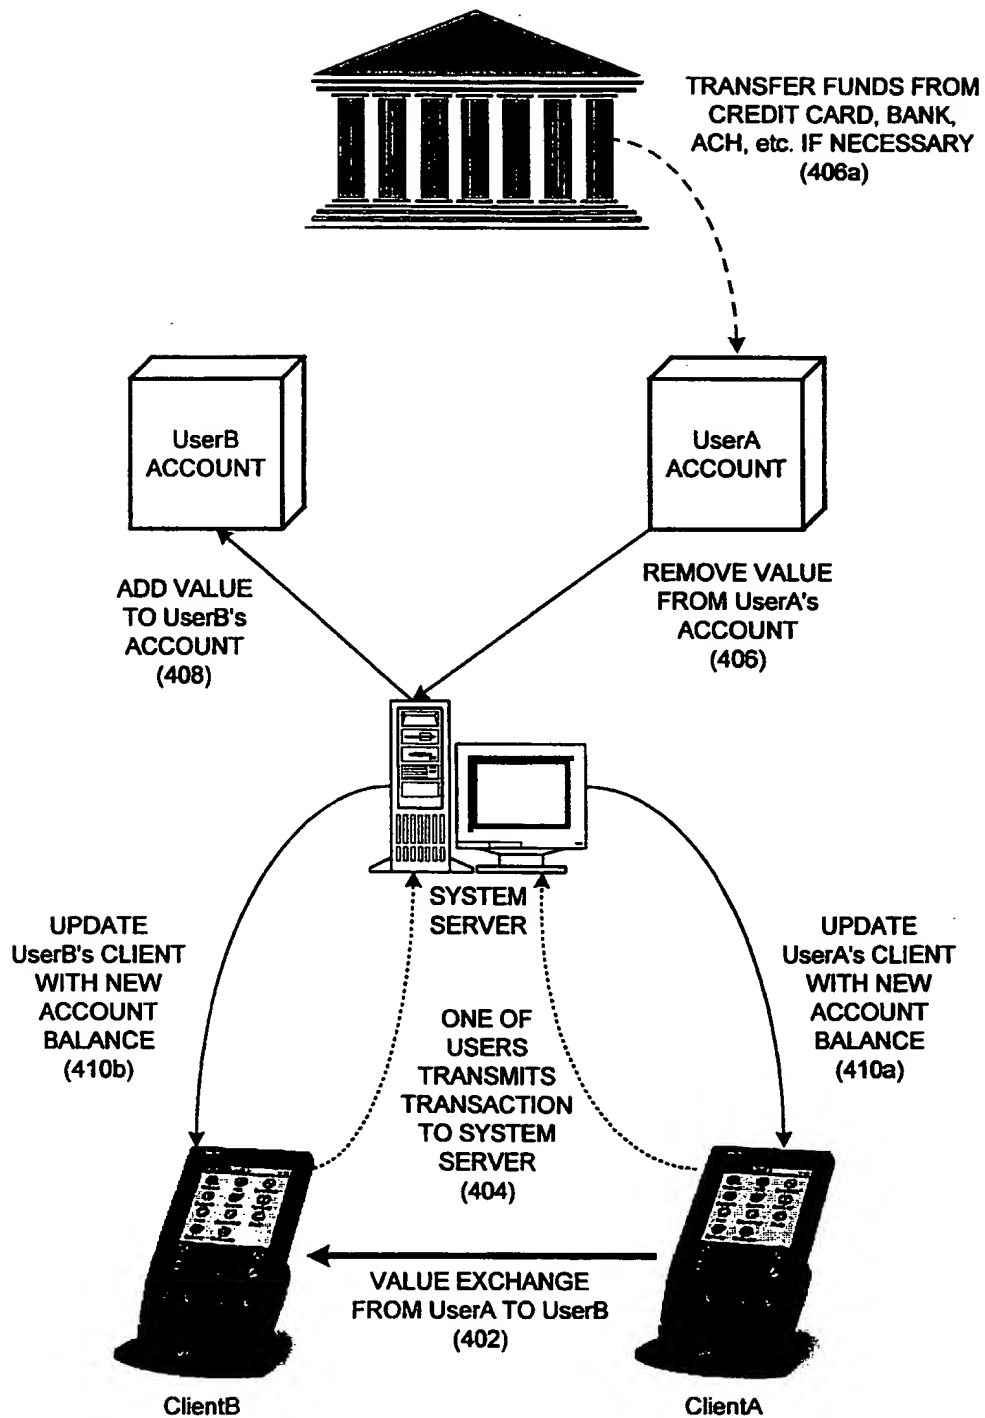 TRANSFER FUNDS FROM
CREDIT CARD, BANK,
ACH, etc. IF NECESSARY
(406a)
UserB
ACCOUNT
UserA
ACCOUNT
ADD VALUE
TO UserB's
ACCOUNT
(408)
REMOVE VALUE
FROM UserA's
ACCOUNT
(406)
SYSTEM
SERVER
UPDATE
UserB's CLIENT
WITH NEW
ACCOUNT
BALANCE
(410b)
ONE OF
USERS
TRANSMITS
TRANSACTION
TO SYSTEM
SERVER
(404)
UPDATE
UserA's CLIENT
WITH NEW
ACCOUNT
BALANCE
(410a)
VALUE EXCHANGE
FROM UserA TO UserB
(402)
ClientB
ClientA